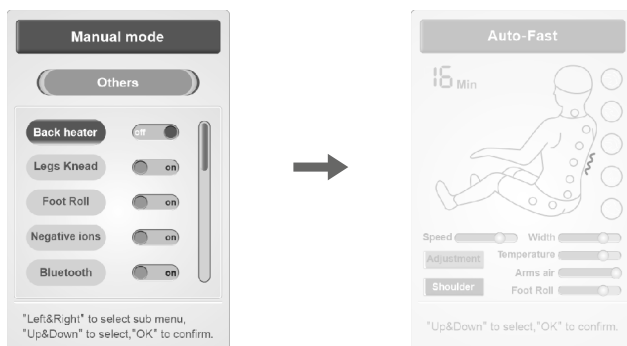 Manual mode
Others
Back heater off
Legs Knead on
Foot Roll on
Negative ions on
Bluetooth on
"Left&Right" to select sub menu,
"Up&Down" to select,"OK" to confirm.
Auto-Fast
16 Min
Speed Width
Adjustment Temperature
Arms air
Shoulder Foot Roll
"Up&Down" to select,"OK" to confirm.